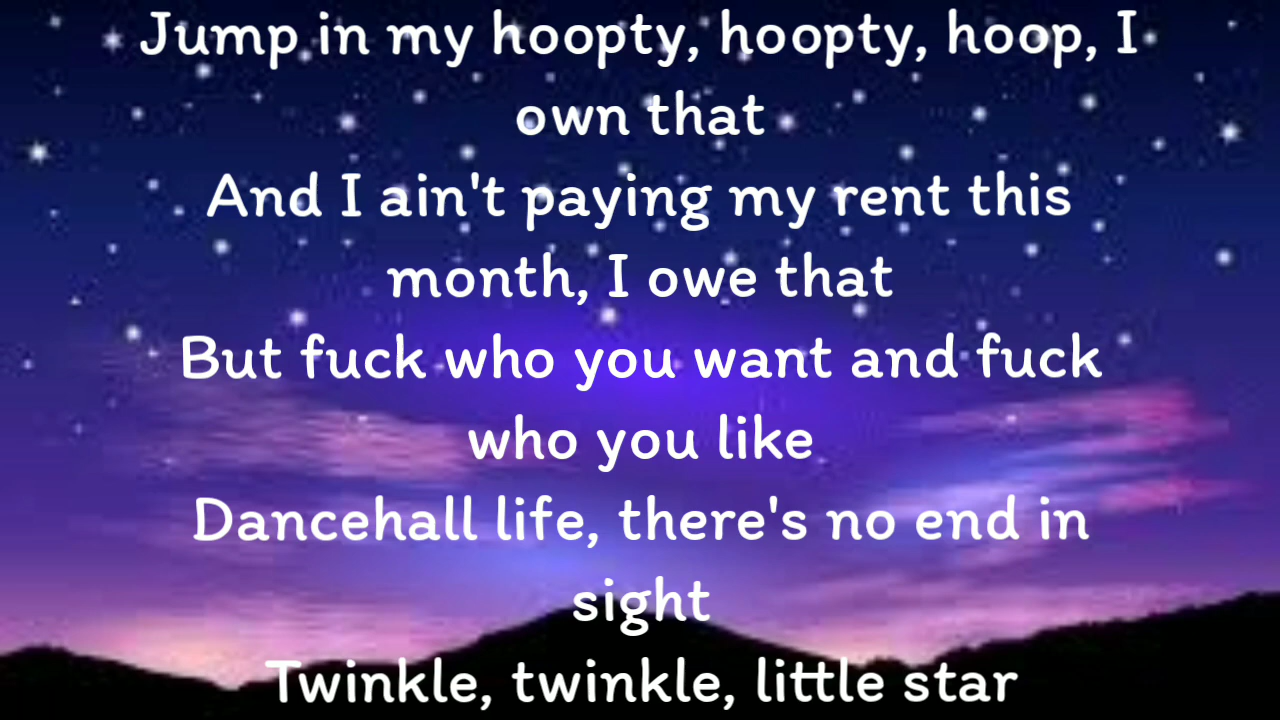 Jump in my hoopty, hoopty, hoop, I
own that
And I ain't paying my rent this
month, I owe that
But fuck who you want and fuck
who you like
Dancehall life, there's no end in
sight
Twinkle, twinkle, little star